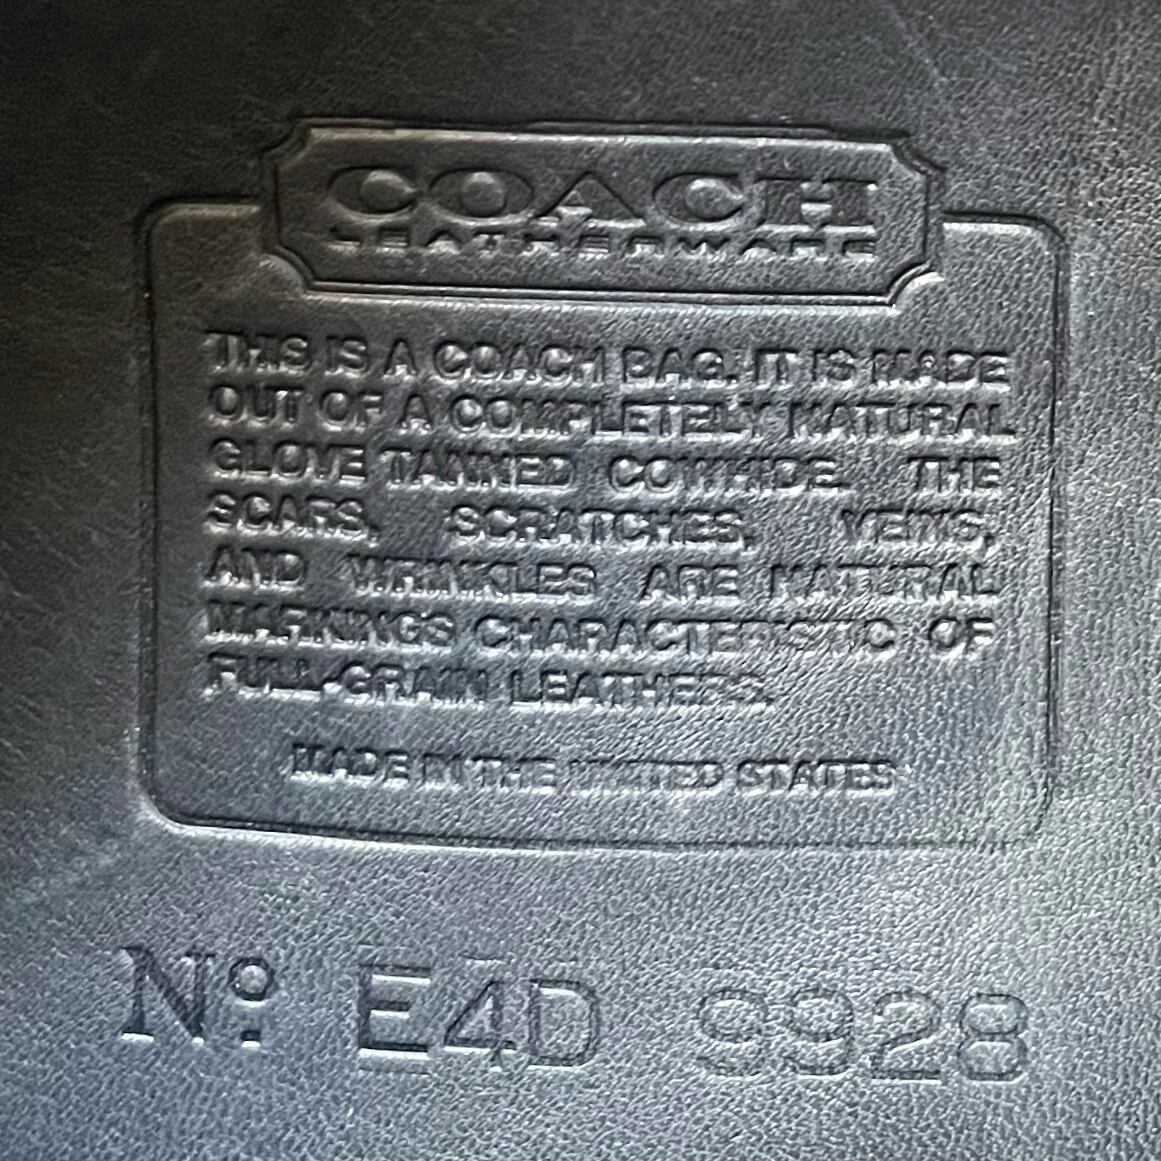 COACH
LEATHERWARE
THIS IS A COACH BAG. IT IS MADE
OUT OF A COMPLETELY NATURAL
GLOVE TANNED COWHIDE. THE
SCARS, SCRATCHES, VEINS,
AND WRINKLES ARE NATURAL
MARKINGS CHARACTERISTIC OF
FULL-GRAIN LEATHERS.
MADE IN THE UNITED STATES
No. E4D 9928